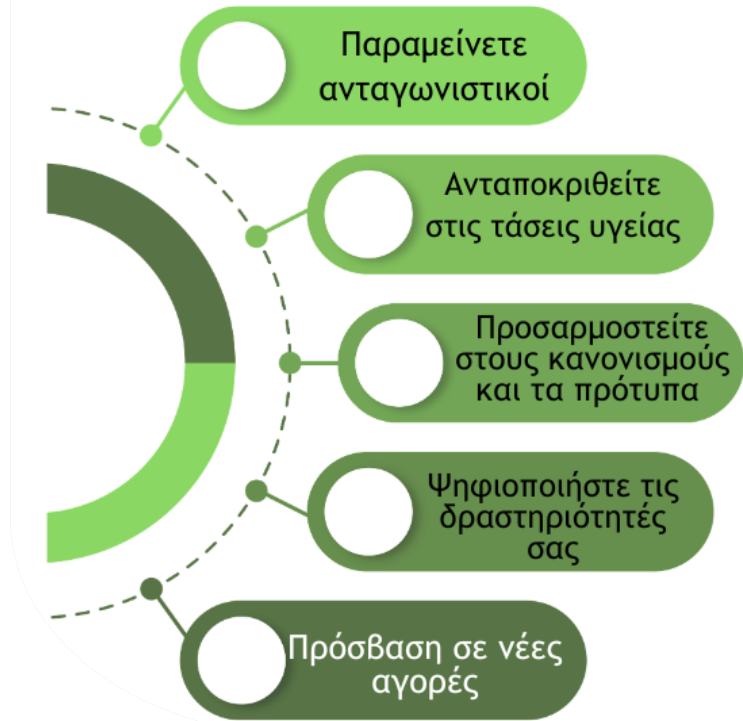 Παραμείνετε
ανταγωνιστικοί
Ανταποκριθείτε
στις τάσεις υγείας
Προσαρμοστείτε
στους κανονισμούς
και τα πρότυπα
Ψηφιοποιήστε τις
δραστηριότητές
σας
Πρόσβαση σε νέες
αγορές